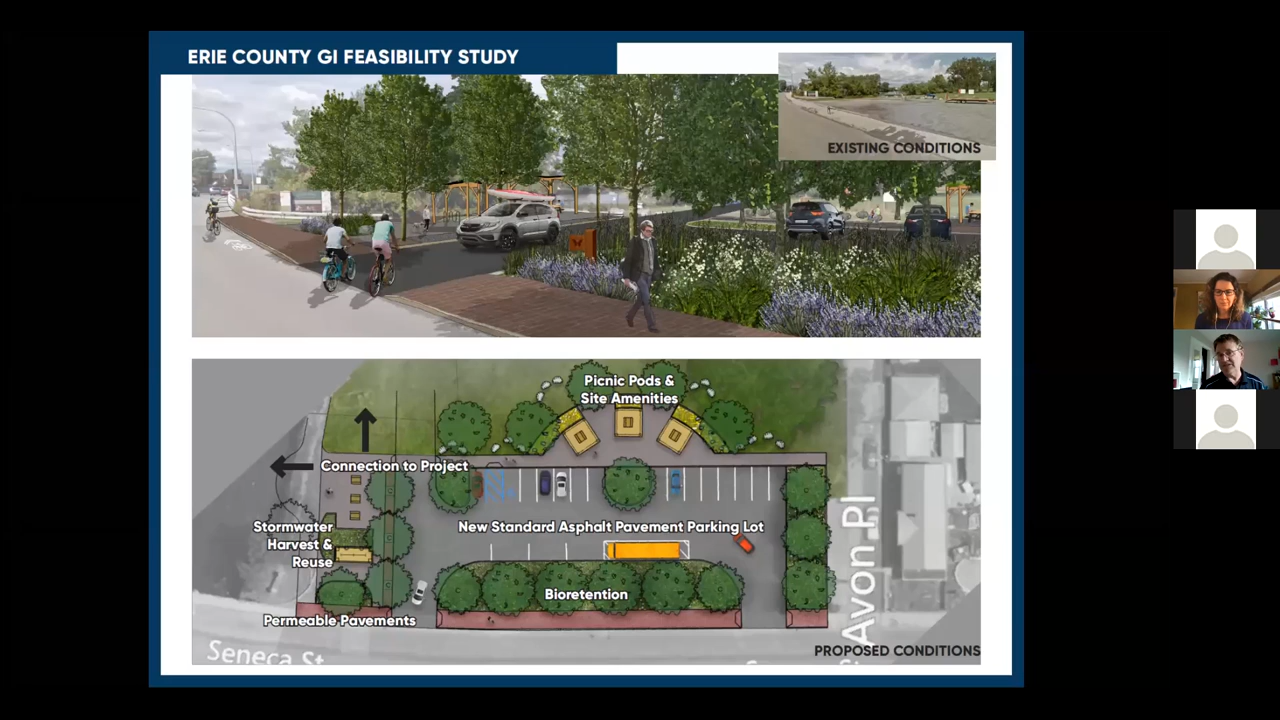 ERIE COUNTY GI FEASIBILITY STUDY
EXISTING CONDITIONS
Picnic Pods &
Site Amenities
Connection to Project
Stormwater
Harvest &
Reuse
New Standard Asphalt Pavement Parking Lot
Bioretention
Permeable Pavements
Avon Pl
Seneca St
PROPOSED CONDITIONS